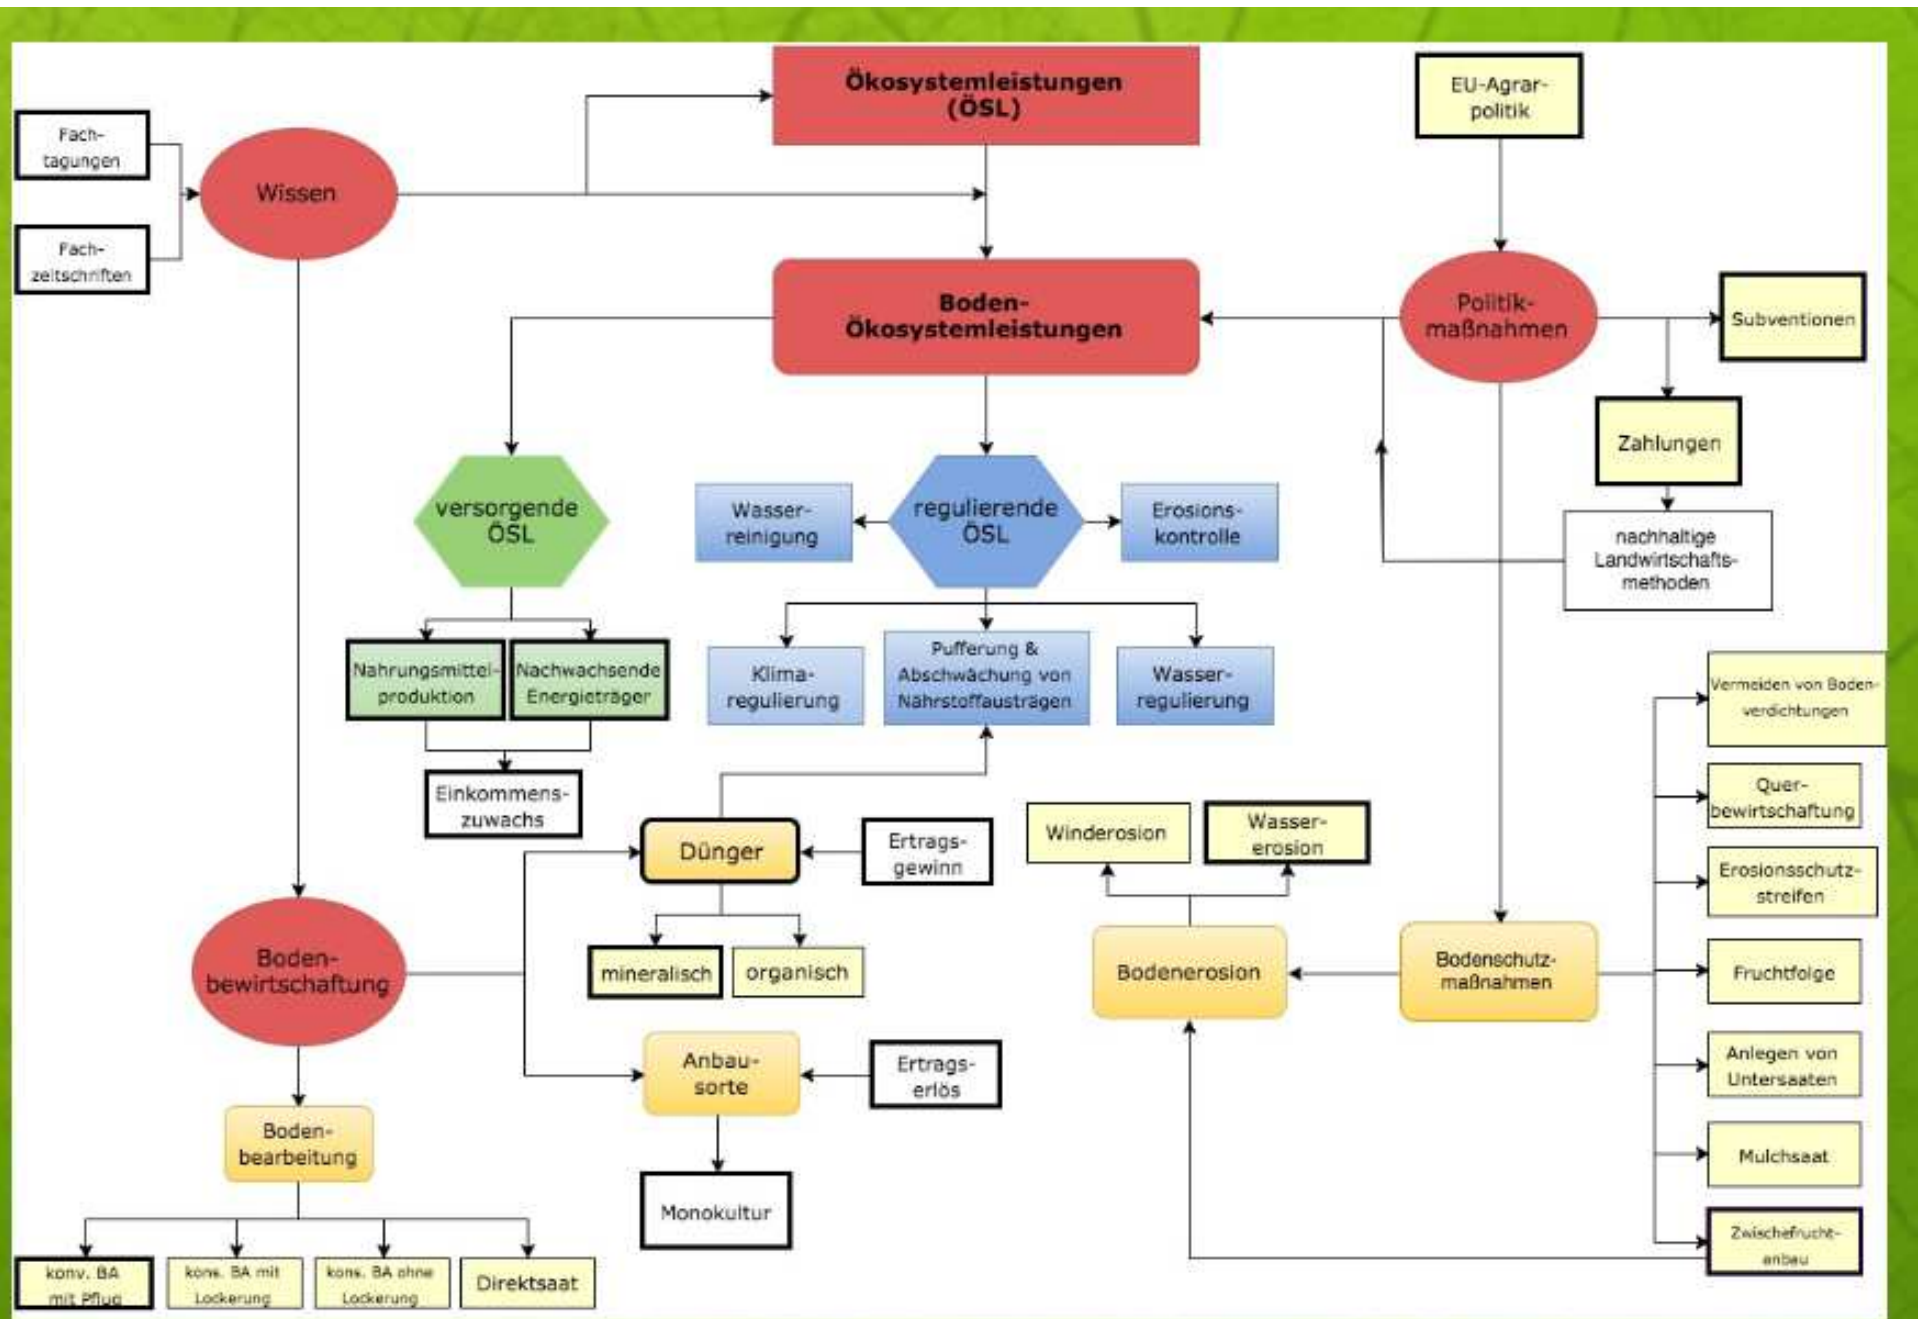 Ökosystemleistungen
(ÖSL)
EU-Agrar-
politik
Fach-
tagungen
Wissen
Fach-
zeitschriften
Boden-
Ökosystemleistungen
Politik-
maßnahmen
Subventionen
Zahlungen
versorgende
ÖSL
Wasser-
reinigung
regulierende
ÖSL
Erosions-
kontrolle
nachhaltige
Landwirtschafts-
methoden
Nahrungsmittel-
produktion
Nachwachsende
Energieträger
Klima-
regulierung
Pufferung &
Abschwächung von
Nährstoffausträgen
Wasser-
regulierung
Vermeiden von Boden-
verdichtungen
Einkommens-
zuwachs
Quer-
bewirtschaftung
Dünger
Ertrags-
gewinn
Winderosion
Wasser-
erosion
Erosionsschutz-
streifen
Boden-
bewirtschaftung
mineralisch
organisch
Bodenerosion
Bodenschutz-
maßnahmen
Fruchtfolge
Anbau-
sorte
Ertrags-
erlös
Anlegen von
Untersaaten
Boden-
bearbeitung
Mulchsaat
Monokultur
Zwischefrucht-
anbau
konv. BA
mit Pflug
kons. BA mit
Lockerung
kons. BA ohne
Lockerung
Direktsaat